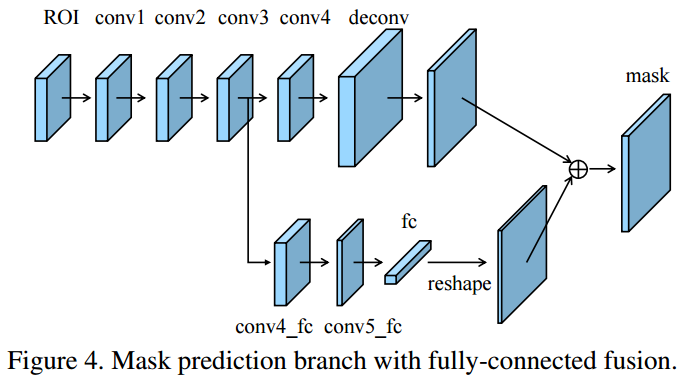 ROI conv1 conv2 conv3 conv4 deconv
mask
fc
reshape
conv4_fc conv5_fc
Figure 4. Mask prediction branch with fully-connected fusion.